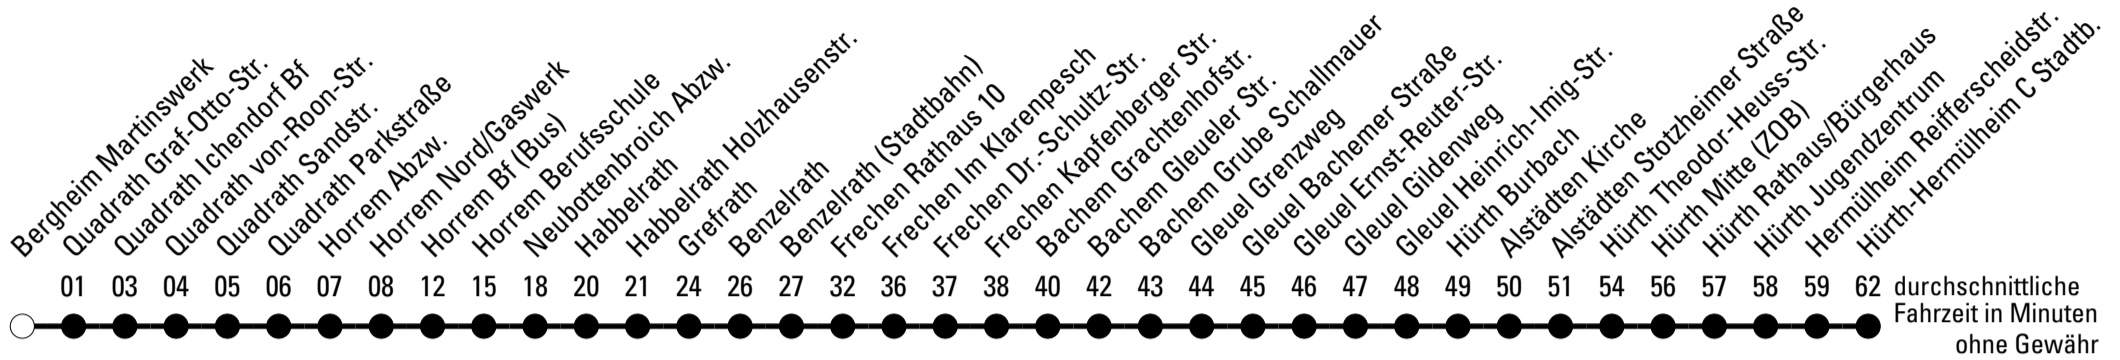 Bergheim Martinswerk
Quadrath Graf-Otto-Str.
Quadrath Ichendorf Bf
Quadrath von-Roon-Str.
Quadrath Sandstr.
Quadrath Parkstraße
Horrem Abzw.
Horrem Nord/Gaswerk
Horrem Bf (Bus)
Horrem Berufsschule
Neubottenbroich Abzw.
Habbelrath
Habbelrath Holzhausenstr.
Grefrath
Benzelrath
Benzelrath (Stadtbahn)
Frechen Rathaus 10
Frechen Im Klarenpesch
Frechen Dr.-Schultz-Str.
Frechen Kapfenberger Str.
Bachem Grachtenhofstr.
Bachem Gleueler Str.
Bachem Grube Schallmauer
Gleuel Grenzweg
Gleuel Bachemer Straße
Gleuel Ernst-Reuter-Str.
Gleuel Gildenweg
Gleuel Heinrich-Imig-Str.
Hürth Burbach
Alstädten Kirche
Alstädten Stotzheimer Straße
Hürth Theodor-Heuss-Str.
Hürth Mitte (ZOB)
Hürth Rathaus/Bürgerhaus
Hürth Jugendzentrum
Hermülheim Reifferscheidstr.
Hürth-Hermülheim C Stadtb.
01 03 04 05 06 07 08 12 15 18 20 21 24 26 27 32 36 37 38 40 42 43 44 45 46 47 48 49 50 51 54 56 57 58 59 62 durchschnittliche
Fahrzeit in Minuten
ohne Gewähr